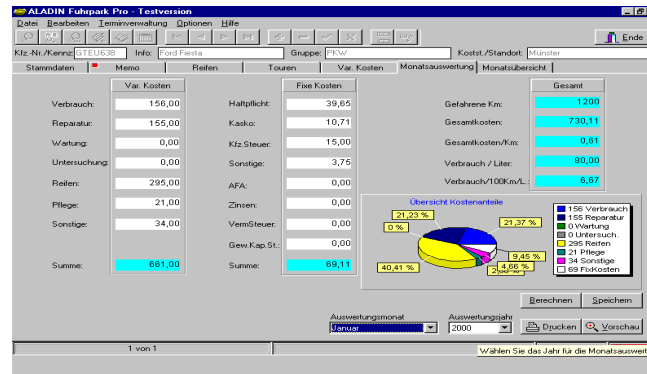 ALADIN Fuhrpark Pro - Testversion
Datei Bearbeiten Terminverwaltung Optionen Hilfe
Ende
Kfz.-Nr./Kennz: GTEU638 Info: Ford Fiesta Gruppe: PKW Kostst./Standort: Münster
Stammdaten Memo Reifen Touren Var. Kosten Monatsauswertung Monatsübersicht
Var. Kosten Fixe Kosten Gesamt
Verbrauch: 156,00 Haftpflicht: 39,65 Gefahrene Km: 1200
Reparatur: 155,00 Kasko: 10,71 Gesamtkosten: 730,11
Wartung: 0,00 Kfz.Steuer: 15,00 Gesamtkosten/Km: 0,61
Untersuchung: 0,00 Sonstige: 3,75 Verbrauch / Liter: 80,00
Reifen: 295,00 AFA: 0,00 Verbrauch/100Km/L.: 6,67
Pflege: 21,00 Zinsen: 0,00
Sonstige: 34,00 VermSteuer: 0,00
Gew.Kap.St.: 0,00
Summe: 661,00 Summe: 69,11
Übersicht Kostenanteile
21,23 %
0 %
21,37 %
9,45 %
4,66 %
40,41 %
156 Verbrauch
155 Reparatur
0 Wartung
0 Untersuch.
295 Reifen
21 Pflege
34 Sonstige
69 FixKosten
Berechnen Speichern
Auswertungsmonat Auswertungsjahr
Januar 2000 Drucken Vorschau
1 von 1
Wählen Sie das Jahr für die Monatsauswert